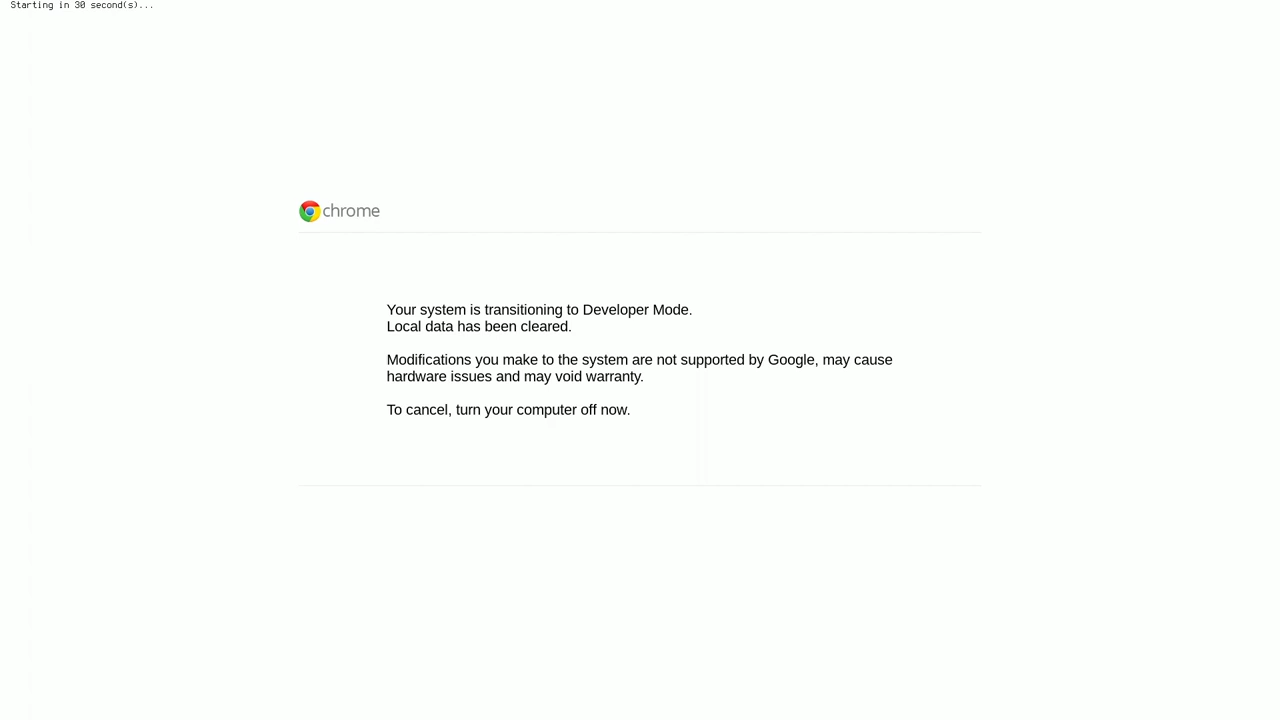 Starting in 30 second(s)...
chrome
Your system is transitioning to Developer Mode.
Local data has been cleared.
Modifications you make to the system are not supported by Google, may cause
hardware issues and may void warranty.
To cancel, turn your computer off now.